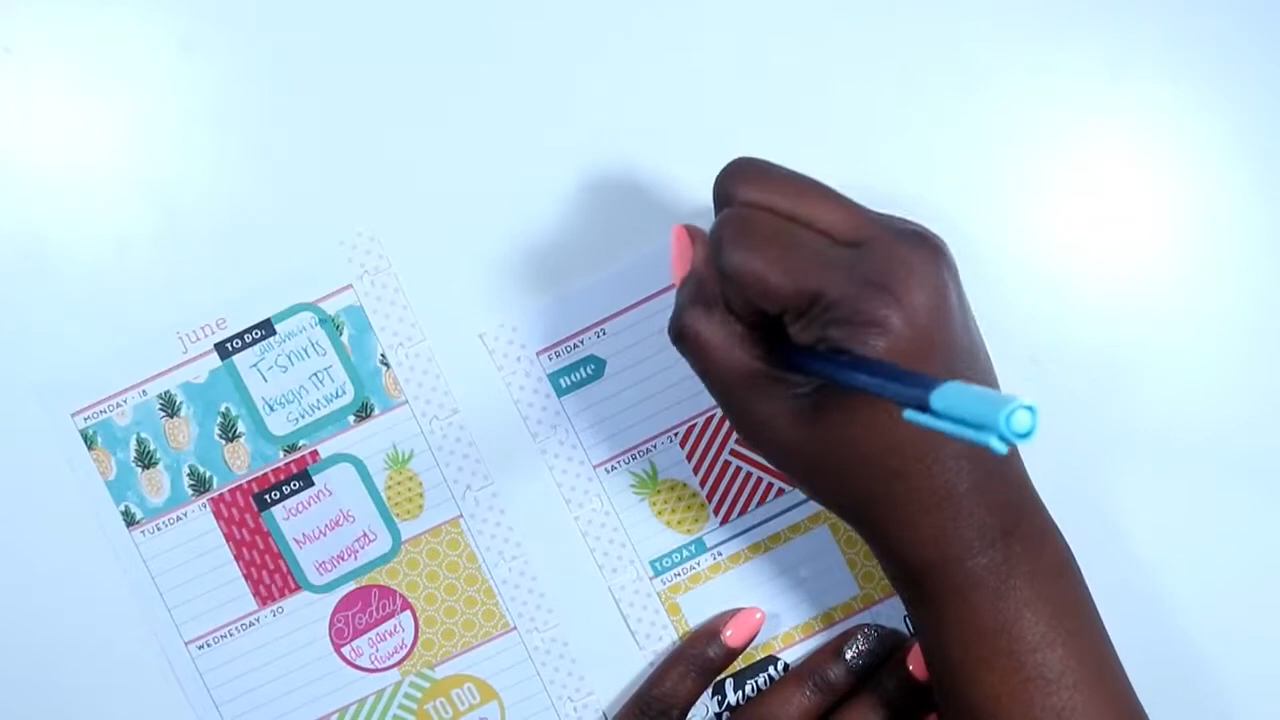 june
MONDAY • 18
TO DO:
T-Shirts
design TPT
Summer
TUESDAY • 19
TO DO:
Joanns
Michaels
Homegoods
WEDNESDAY • 20
Today
do games
flowers
TO DO
FRIDAY • 22
note
SATURDAY • 23
TODAY
SUNDAY • 24
choose